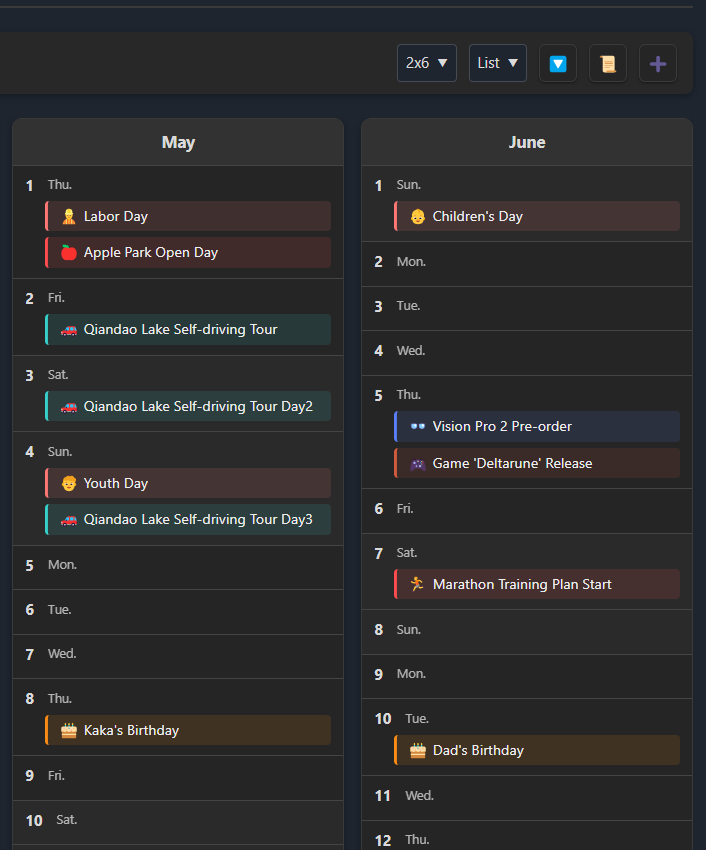 2x6 List
May
1 Thu.
Labor Day
Apple Park Open Day
2 Fri.
Qiandao Lake Self-driving Tour
3 Sat.
Qiandao Lake Self-driving Tour Day2
4 Sun.
Youth Day
Qiandao Lake Self-driving Tour Day3
5 Mon.
6 Tue.
7 Wed.
8 Thu.
Kaka's Birthday
9 Fri.
10 Sat.
June
1 Sun.
Children's Day
2 Mon.
3 Tue.
4 Wed.
5 Thu.
Vision Pro 2 Pre-order
Game 'Deltarune' Release
6 Fri.
7 Sat.
Marathon Training Plan Start
8 Sun.
9 Mon.
10 Tue.
Dad's Birthday
11 Wed.
12 Thu.